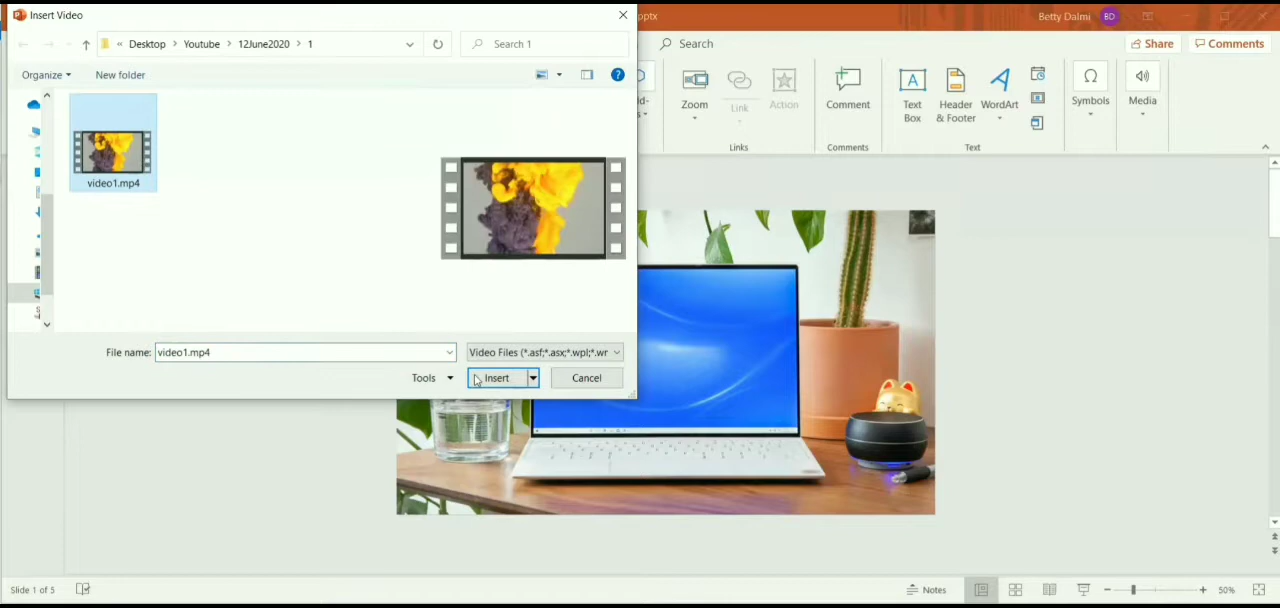 Insert Video
pptx
Betty Dalmi
BD
« Desktop > Youtube > 12June2020 > 1
Search 1
Search
Share
Comments
Organize
New folder
Zoom
Link
Action
Comment
Text
Box
Header
& Footer
WordArt
Symbols
Media
Links
Comments
Text
video1.mp4
File name:
video1.mp4
Video Files (*.asf;*.asx;*.wpl;*.wr
Tools
Insert
Cancel
Slide 1 of 5
Notes
50%